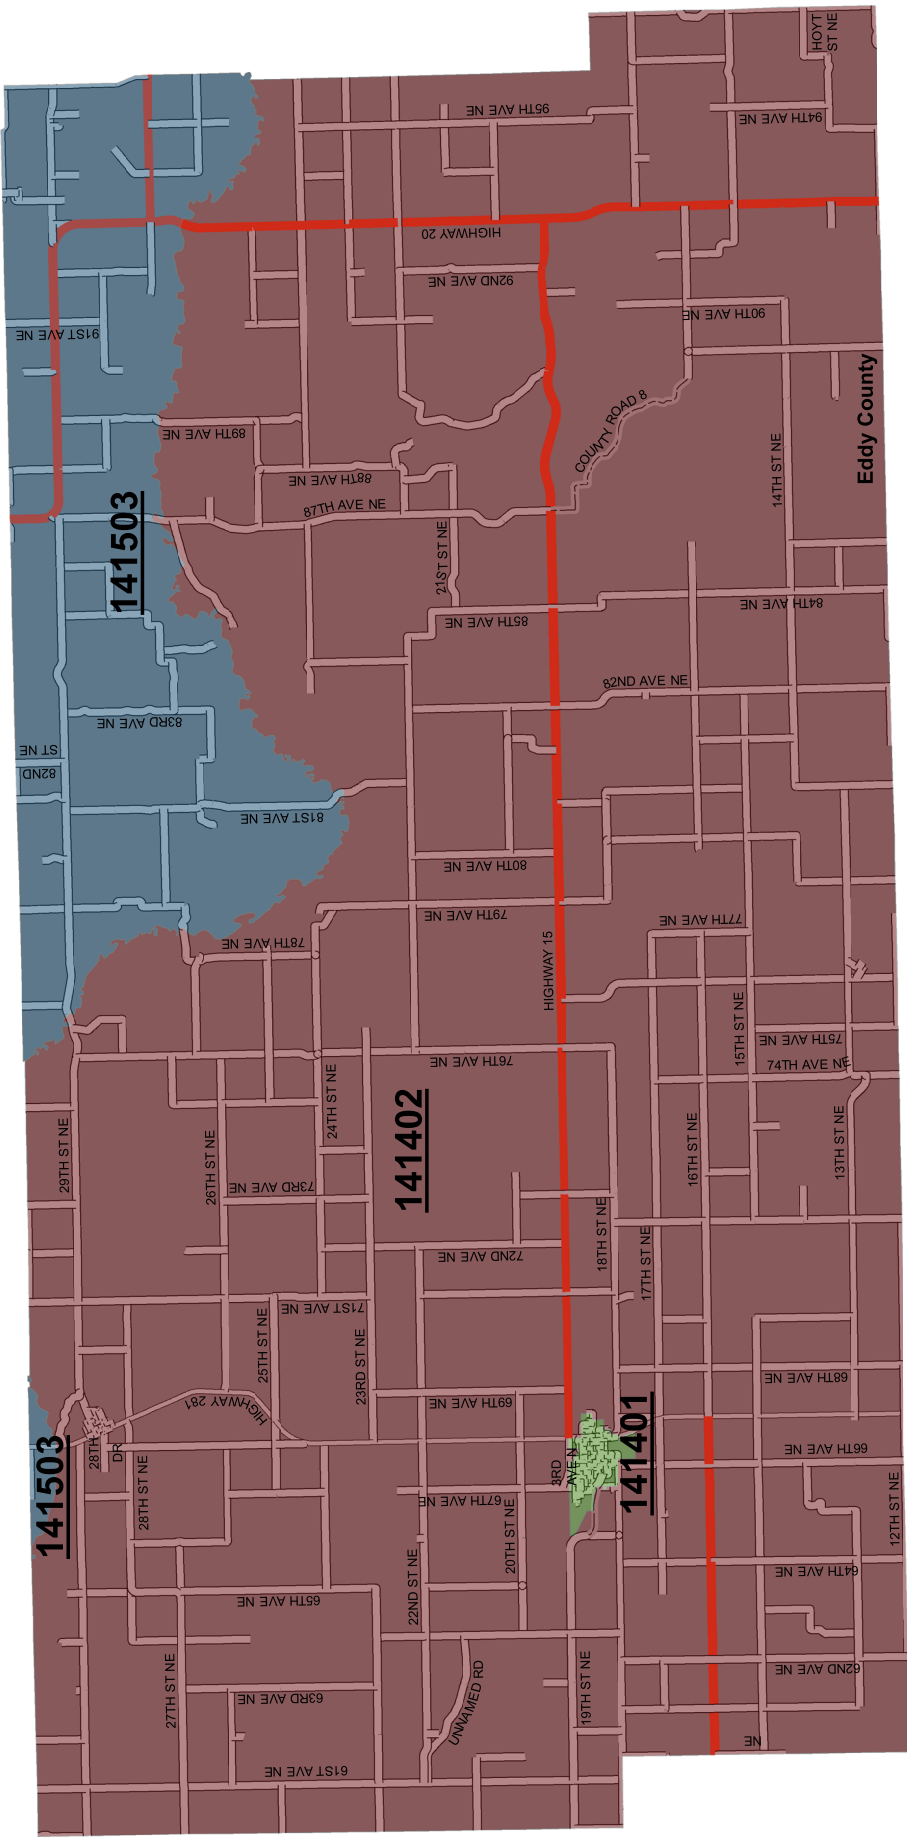 HOYT
ST NE
95TH AVE NE
94TH AVE NE
HIGHWAY 20
92ND AVE NE
91ST AVE NE
90TH AVE NE
COUNTY ROAD 8
Eddy County
89TH AVE NE
88TH AVE NE
87TH AVE NE
14TH ST NE
141503
21ST ST NE
85TH AVE NE
84TH AVE NE
82ND AVE NE
83RD AVE NE
82ND
ST NE
81ST AVE NE
80TH AVE NE
79TH AVE NE
77TH AVE NE
78TH AVE NE
HIGHWAY 15
15TH ST NE
75TH AVE NE
74TH AVE NE
76TH AVE NE
24TH ST NE
141402
29TH ST NE
26TH ST NE
73RD AVE NE
16TH ST NE
13TH ST NE
72ND AVE NE
18TH ST NE
17TH ST NE
71ST AVE NE
25TH ST NE
23RD ST NE
68TH AVE NE
69TH AVE NE
HIGHWAY 281
141401
3RD
AVE N
66TH AVE NE
28TH
DR
141503
28TH ST NE
67TH AVE NE
20TH ST NE
12TH ST NE
22ND ST NE
64TH AVE NE
65TH AVE NE
62ND AVE NE
27TH ST NE
63RD AVE NE
UNNAMED RD
19TH ST NE
61ST AVE NE
NE